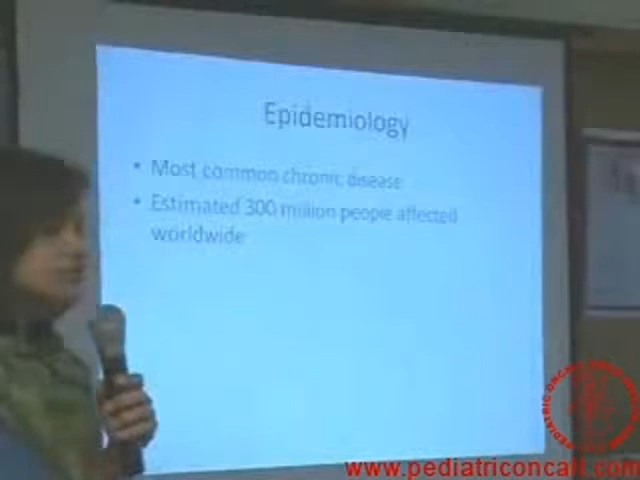 Epidemiology
• Most common chronic disease
• Estimated 300 million people affected
worldwide
www.pediatriconcall.com